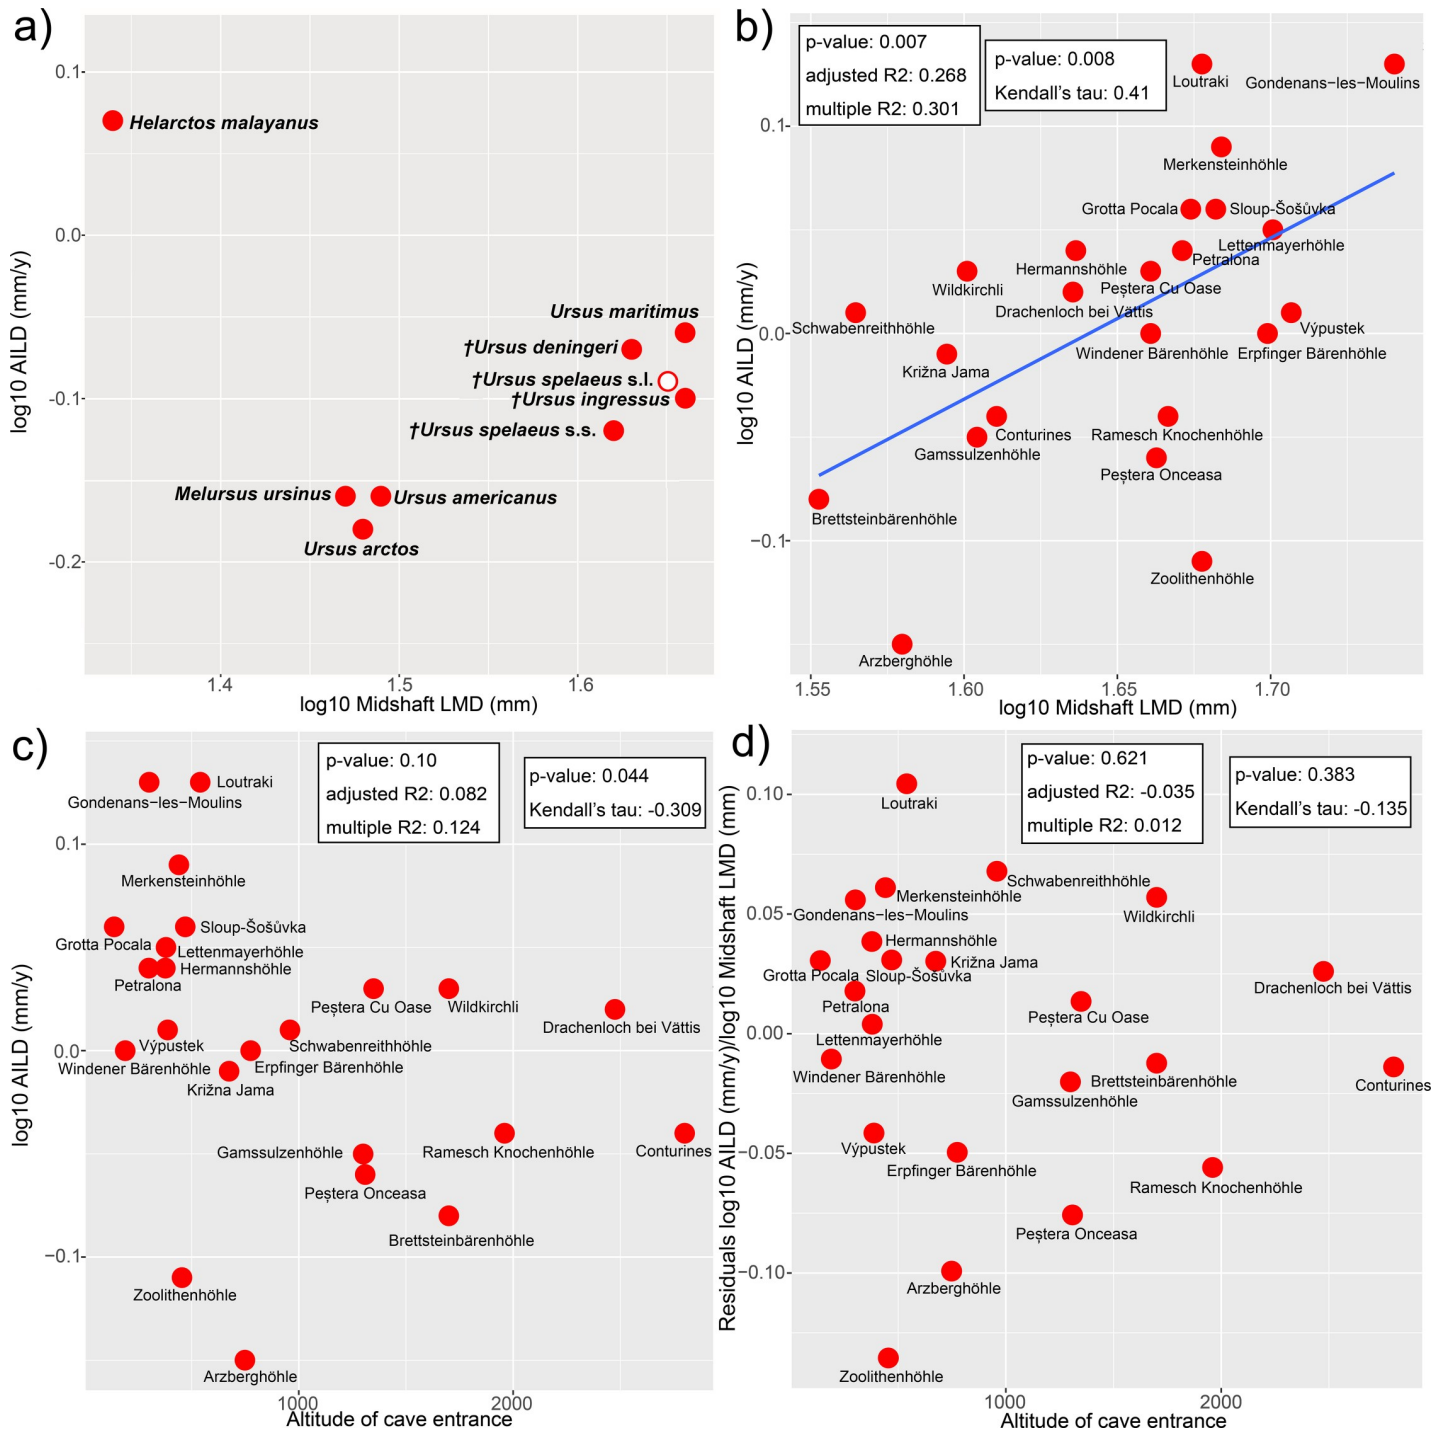 a)
0.1
0.0
-0.1
-0.2
log10 AILD (mm/y)
Helarctos malayanus
Ursus maritimus
†Ursus deningeri
†Ursus spelaeus s.l.
†Ursus ingressus
†Ursus spelaeus s.s.
Melursus ursinus
Ursus americanus
Ursus arctos
1.4
1.5
1.6
log10 Midshaft LMD (mm)
b)
p-value: 0.007
adjusted R2: 0.268
multiple R2: 0.301
p-value: 0.008
Kendall's tau: 0.41
0.1
0.0
−0.1
log10 AILD (mm/y)
Loutraki
Gondenans−les−Moulins
Merkensteinhöhle
Grotta Pocala
Sloup-Šošůvka
Lettenmayerhöhle
Petralona
Hermannshöhle
Wildkirchli
Peștera Cu Oase
Drachenloch bei Vättis
Schwabenreithhöhle
Výpustek
Windener Bärenhöhle
Erpfinger Bärenhöhle
Križna Jama
Conturines
Ramesch Knochenhöhle
Gamssulzenhöhle
Peștera Onceasa
Brettsteinbärenhöhle
Zoolithenhöhle
Arzberghöhle
1.55
1.60
1.65
1.70
log10 Midshaft LMD (mm)
c)
p-value: 0.10
adjusted R2: 0.082
multiple R2: 0.124
p-value: 0.044
Kendall's tau: -0.309
0.1
0.0
−0.1
log10 AILD (mm/y)
Loutraki
Gondenans−les−Moulins
Merkensteinhöhle
Sloup-Šošůvka
Grotta Pocala
Lettenmayerhöhle
Hermannshöhle
Petralona
Peștera Cu Oase
Wildkirchli
Drachenloch bei Vättis
Výpustek
Schwabenreithhöhle
Windener Bärenhöhle
Erpfinger Bärenhöhle
Križna Jama
Gamssulzenhöhle
Ramesch Knochenhöhle
Conturines
Peștera Onceasa
Brettsteinbärenhöhle
Zoolithenhöhle
Arzberghöhle
1000
2000
Altitude of cave entrance
d)
p-value: 0.621
adjusted R2: -0.035
multiple R2: 0.012
p-value: 0.383
Kendall's tau: -0.135
0.10
0.05
0.00
−0.05
−0.10
Residuals log10 AILD (mm/y)/log10 Midshaft LMD (mm)
Loutraki
Schwabenreithhöhle
Merkensteinhöhle
Gondenans−les−Moulins
Wildkirchli
Hermannshöhle
Križna Jama
Grotta Pocala
Sloup-Šošůvka
Drachenloch bei Vättis
Petralona
Peștera Cu Oase
Lettenmayerhöhle
Windener Bärenhöhle
Brettsteinbärenhöhle
Conturines
Gamssulzenhöhle
Výpustek
Erpfinger Bärenhöhle
Ramesch Knochenhöhle
Peștera Onceasa
Arzberghöhle
Zoolithenhöhle
1000
2000
Altitude of cave entrance